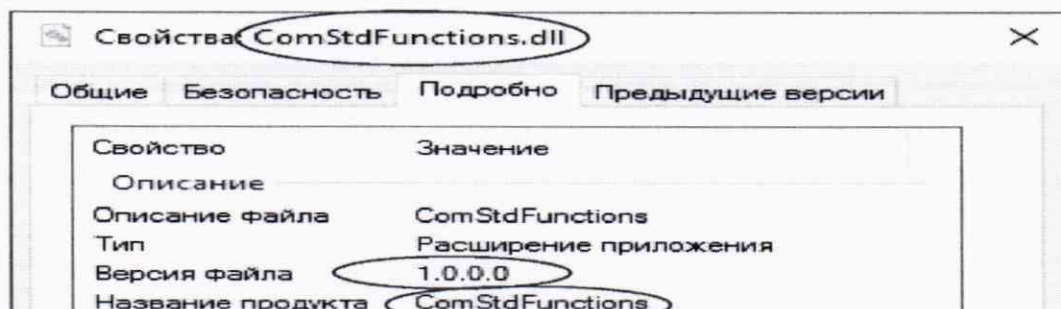 Свойства: ComStdFunctions.dll
Общие Безопасность Подробно Предыдущие версии
Свойство Значение
Описание
Описание файла ComStdFunctions
Тип Расширение приложения
Версия файла 1.0.0.0
Название продукта ComStdFunctions